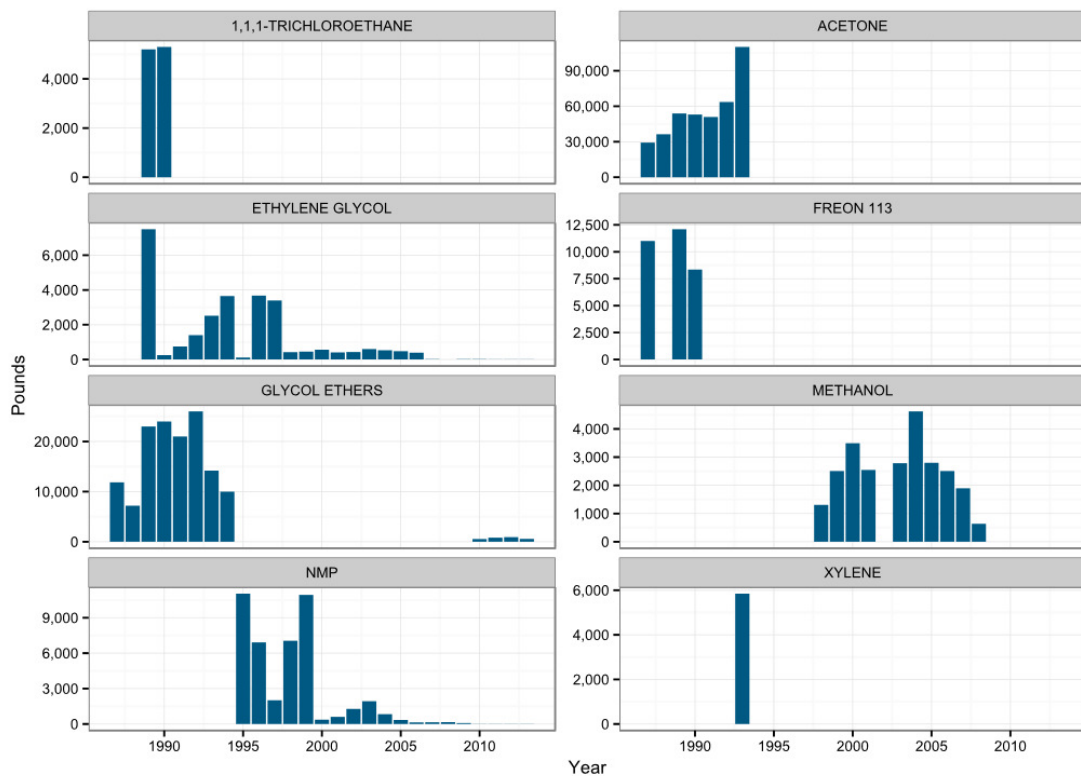 1,1,1-TRICHLOROETHANE
4,000
2,000
0
ACETONE
90,000
60,000
30,000
0
ETHYLENE GLYCOL
6,000
4,000
2,000
0
FREON 113
12,500
10,000
7,500
5,000
2,500
0
Pounds
GLYCOL ETHERS
20,000
10,000
0
METHANOL
4,000
3,000
2,000
1,000
0
NMP
9,000
6,000
3,000
0
1990 1995 2000 2005 2010
XYLENE
6,000
4,000
2,000
0
1990 1995 2000 2005 2010
Year